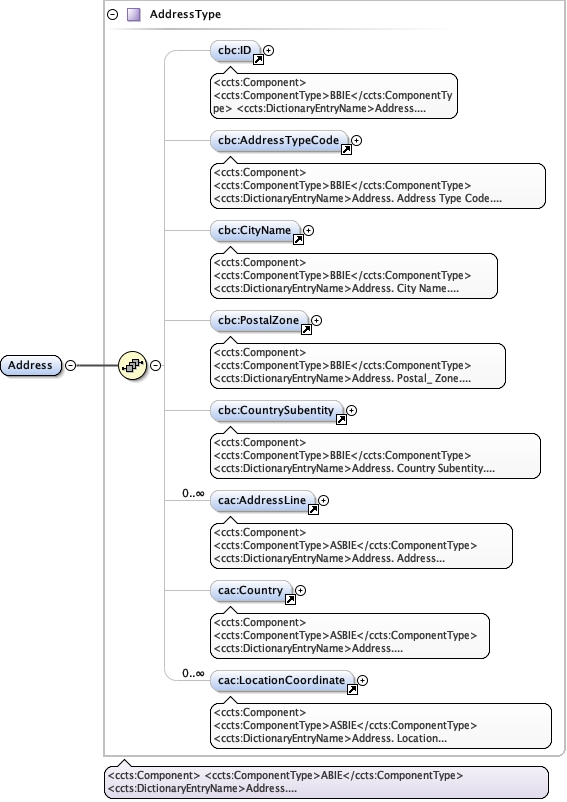 AddressType
cbc:ID
<ccts:Component>
<ccts:ComponentType>BBIE</ccts:ComponentTy
pe> <ccts:DictionaryEntryName>Address....
cbc:AddressTypeCode
<ccts:Component>
<ccts:ComponentType>BBIE</ccts:ComponentType>
<ccts:DictionaryEntryName>Address. Address Type Code....
cbc:CityName
<ccts:Component>
<ccts:ComponentType>BBIE</ccts:ComponentType>
<ccts:DictionaryEntryName>Address. City Name....
cbc:PostalZone
<ccts:Component>
<ccts:ComponentType>BBIE</ccts:ComponentType>
<ccts:DictionaryEntryName>Address. Postal_ Zone....
Address
cbc:CountrySubentity
<ccts:Component>
<ccts:ComponentType>BBIE</ccts:ComponentType>
<ccts:DictionaryEntryName>Address. Country Subentity....
0..∞ cac:AddressLine
<ccts:Component>
<ccts:ComponentType>ASBIE</ccts:ComponentType>
<ccts:DictionaryEntryName>Address. Address...
cac:Country
<ccts:Component>
<ccts:ComponentType>ASBIE</ccts:ComponentType>
<ccts:DictionaryEntryName>Address....
0..∞ cac:LocationCoordinate
<ccts:Component>
<ccts:ComponentType>ASBIE</ccts:ComponentType>
<ccts:DictionaryEntryName>Address. Location...
<ccts:Component> <ccts:ComponentType>ABIE</ccts:ComponentType>
<ccts:DictionaryEntryName>Address....